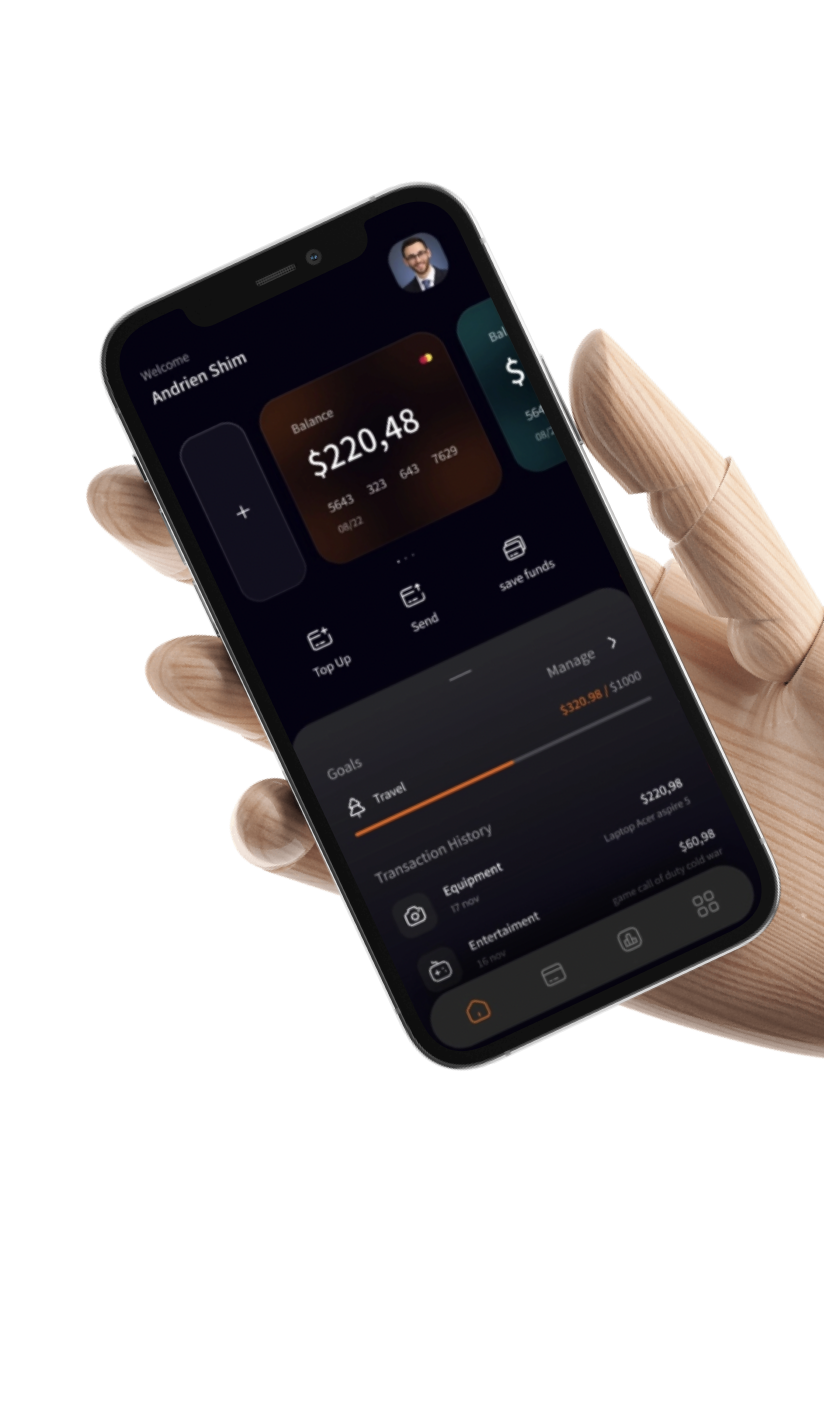 Welcome
Andrien Shim
Balance
$220,48
5643 323 643 7629
08/22
$
564
08/2
Top Up
Send
save funds
Goals
Manage
Travel
$320.98 / $1000
Transaction History
Equipment
$220,98
17 nov
Laptop Acer aspire 5
Entertaiment
$60,98
16 nov
game call of duty cold war